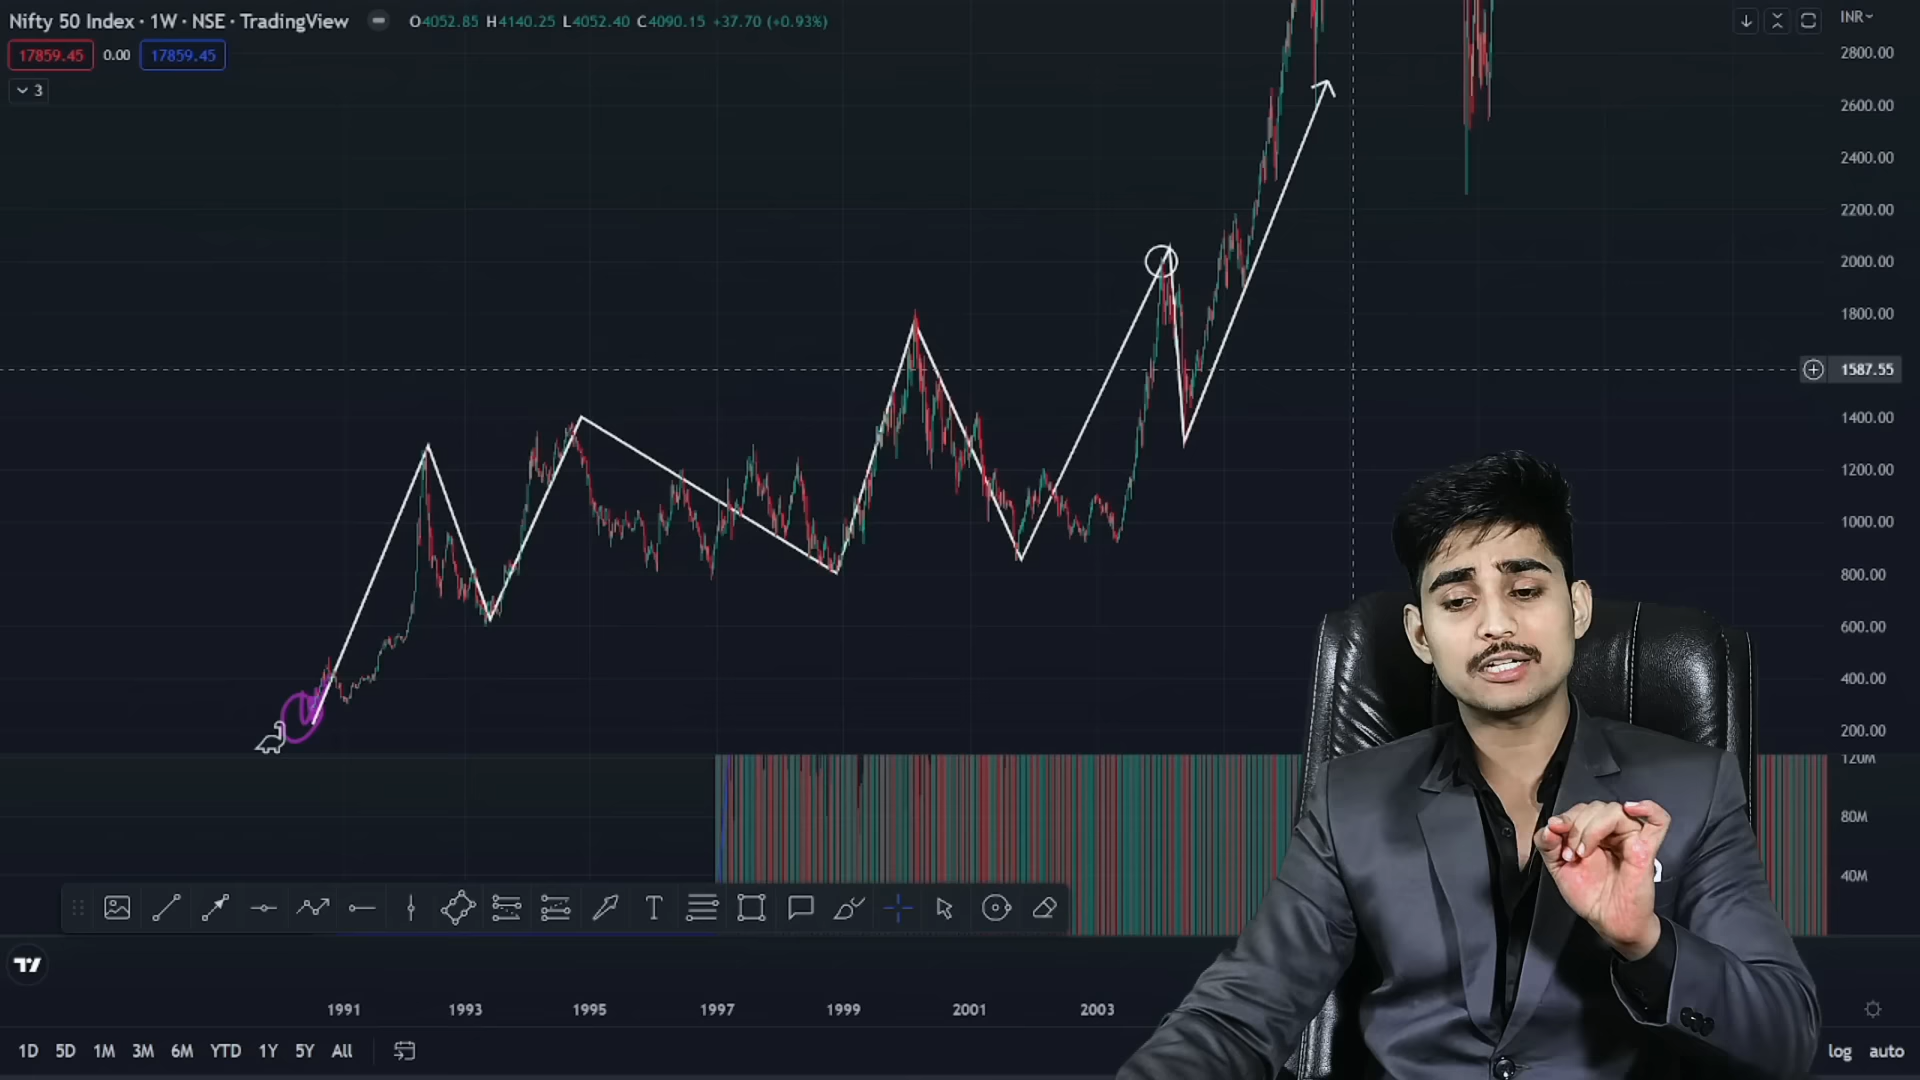 Nifty 50 Index · 1W · NSE · TradingView O4052.85 H4140.25 L4052.40 C4090.15 +37.70 (+0.93%)
INR
17859.45 0.00 17859.45
3
2800.00
2600.00
2400.00
2200.00
2000.00
1800.00
1587.55
1400.00
1200.00
1000.00
800.00
600.00
400.00
200.00
120M
80M
40M
T
1991 1993 1995 1997 1999 2001 2003
1D 5D 1M 3M 6M YTD 1Y 5Y All
log auto